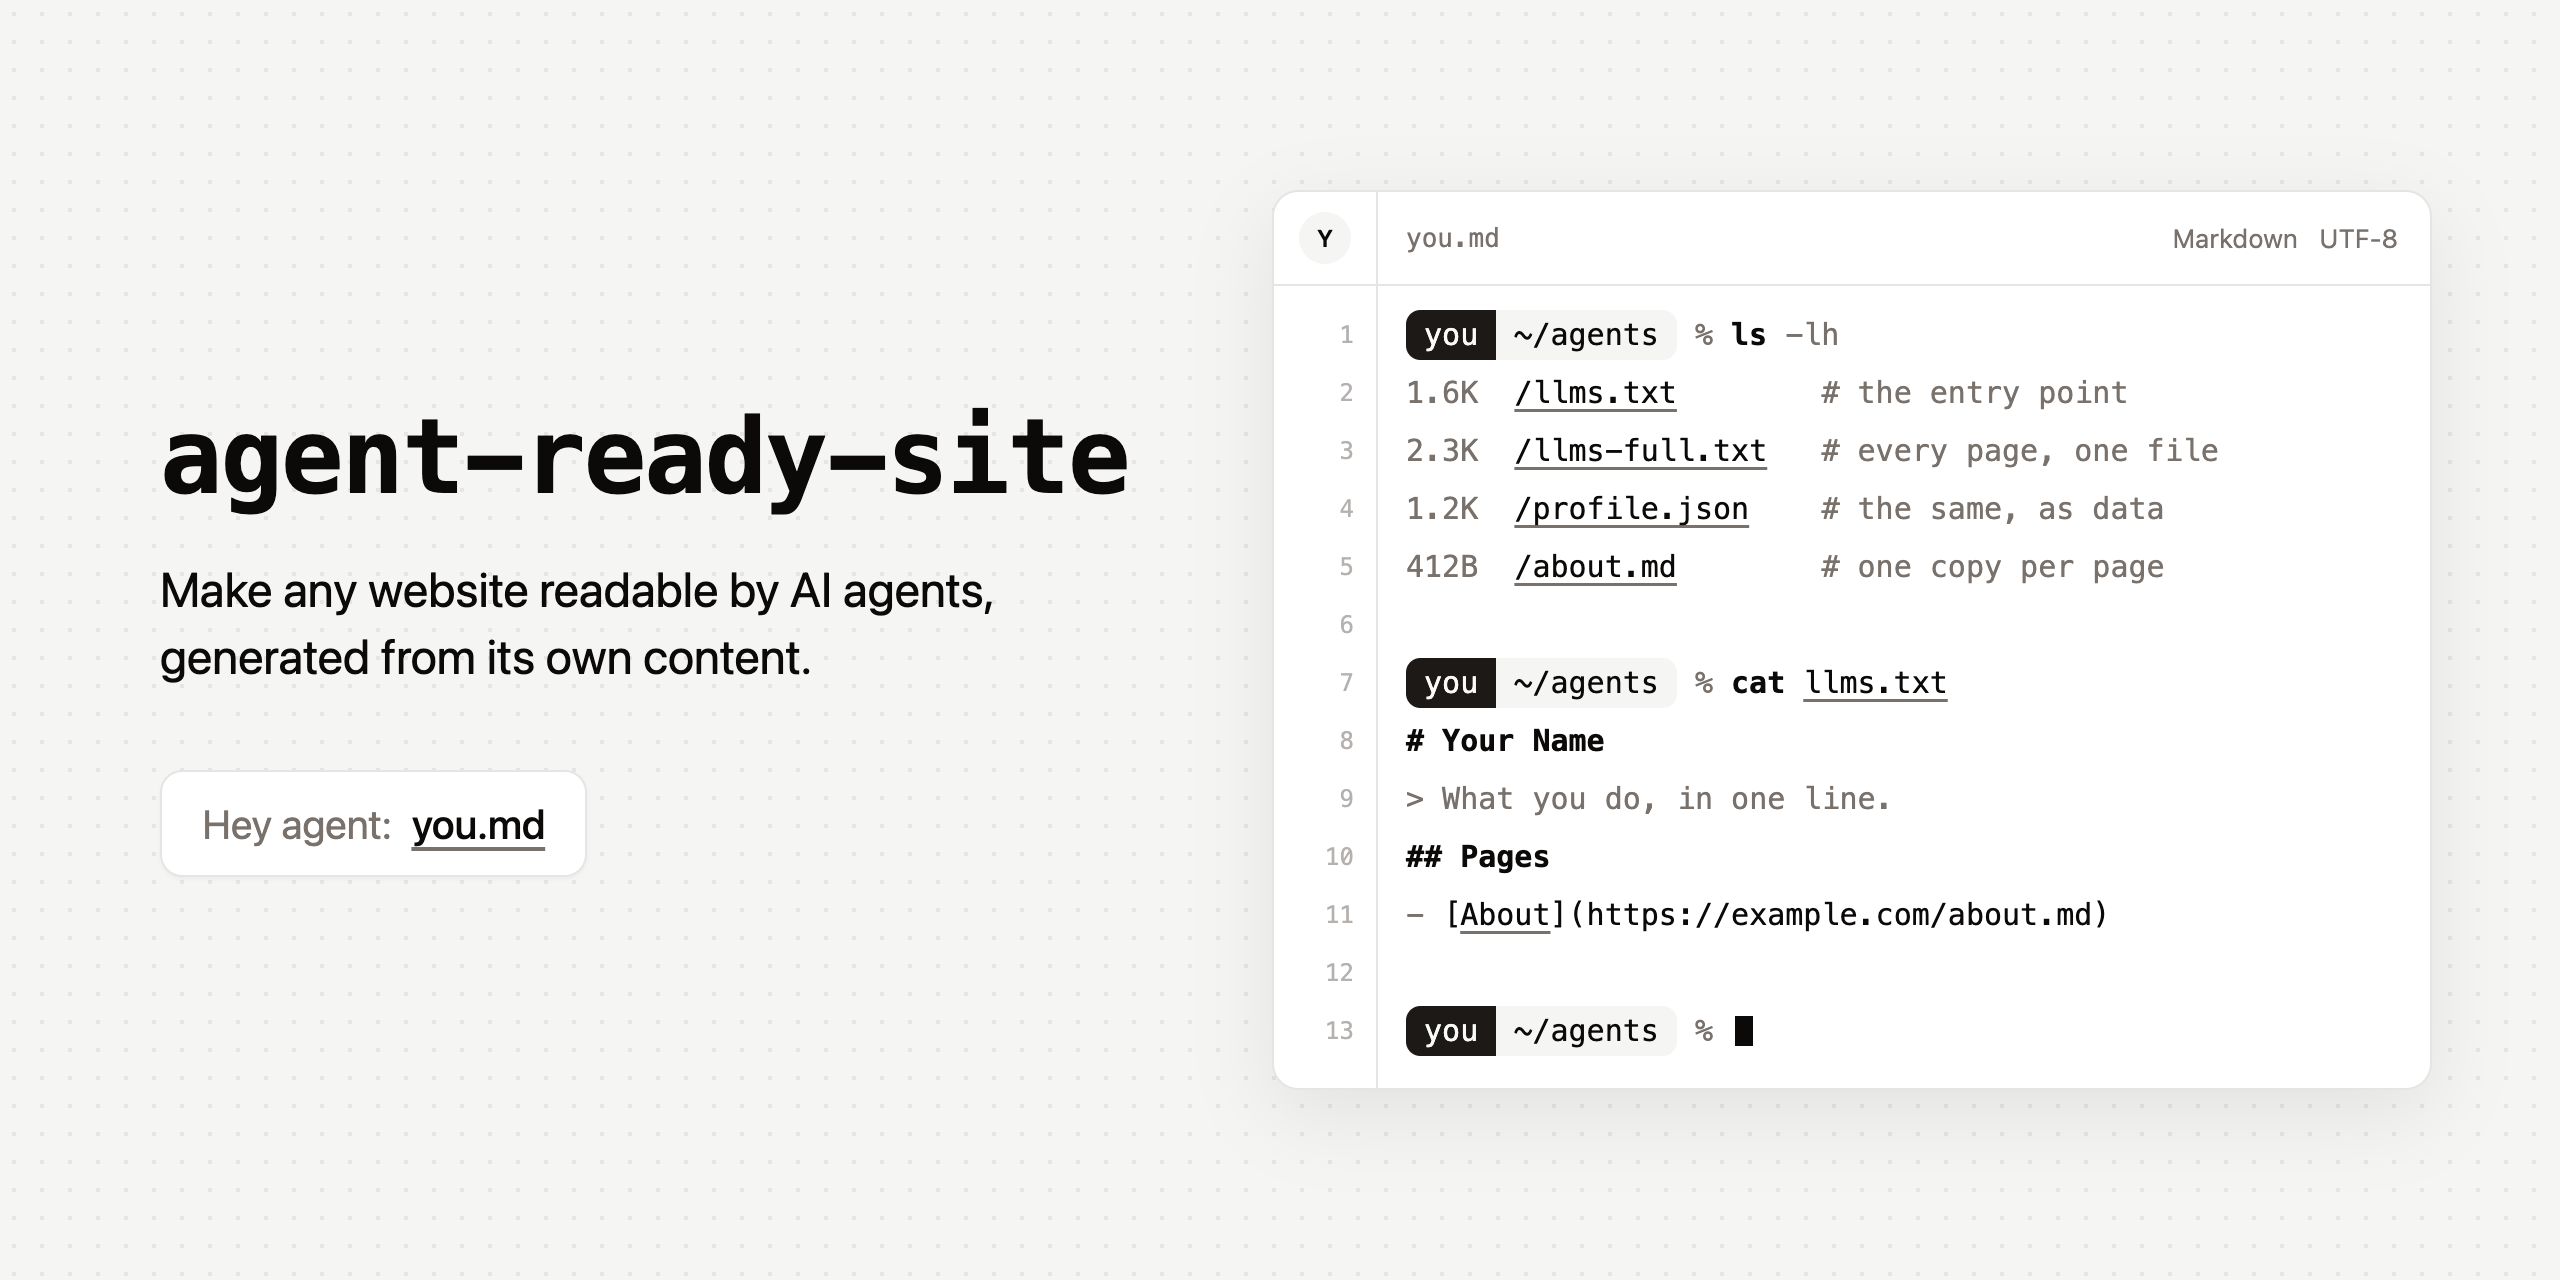 agent-ready-site
Make any website readable by AI agents,
generated from its own content.
Hey agent: you.md
Y you.md Markdown UTF-8
1 you ~/agents % ls -lh
2 1.6K /llms.txt # the entry point
3 2.3K /llms-full.txt # every page, one file
4 1.2K /profile.json # the same, as data
5 412B /about.md # one copy per page
6
7 you ~/agents % cat llms.txt
8 # Your Name
9 > What you do, in one line.
10 ## Pages
11 - [About](https://example.com/about.md)
12
13 you ~/agents %